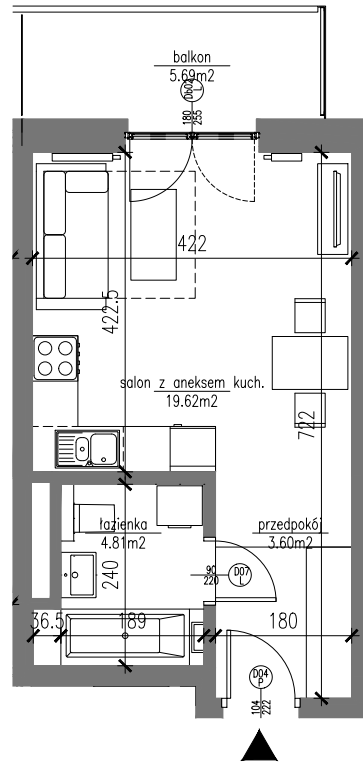 balkon
5.69m2
Db04
L
180
255
422
422.5
salon z aneksem kuch.
19.62m2
722
łazienka
4.81m2
przedpokój
3.60m2
240
90
220
D07
L
36.5
189
180
D04
P
104
222